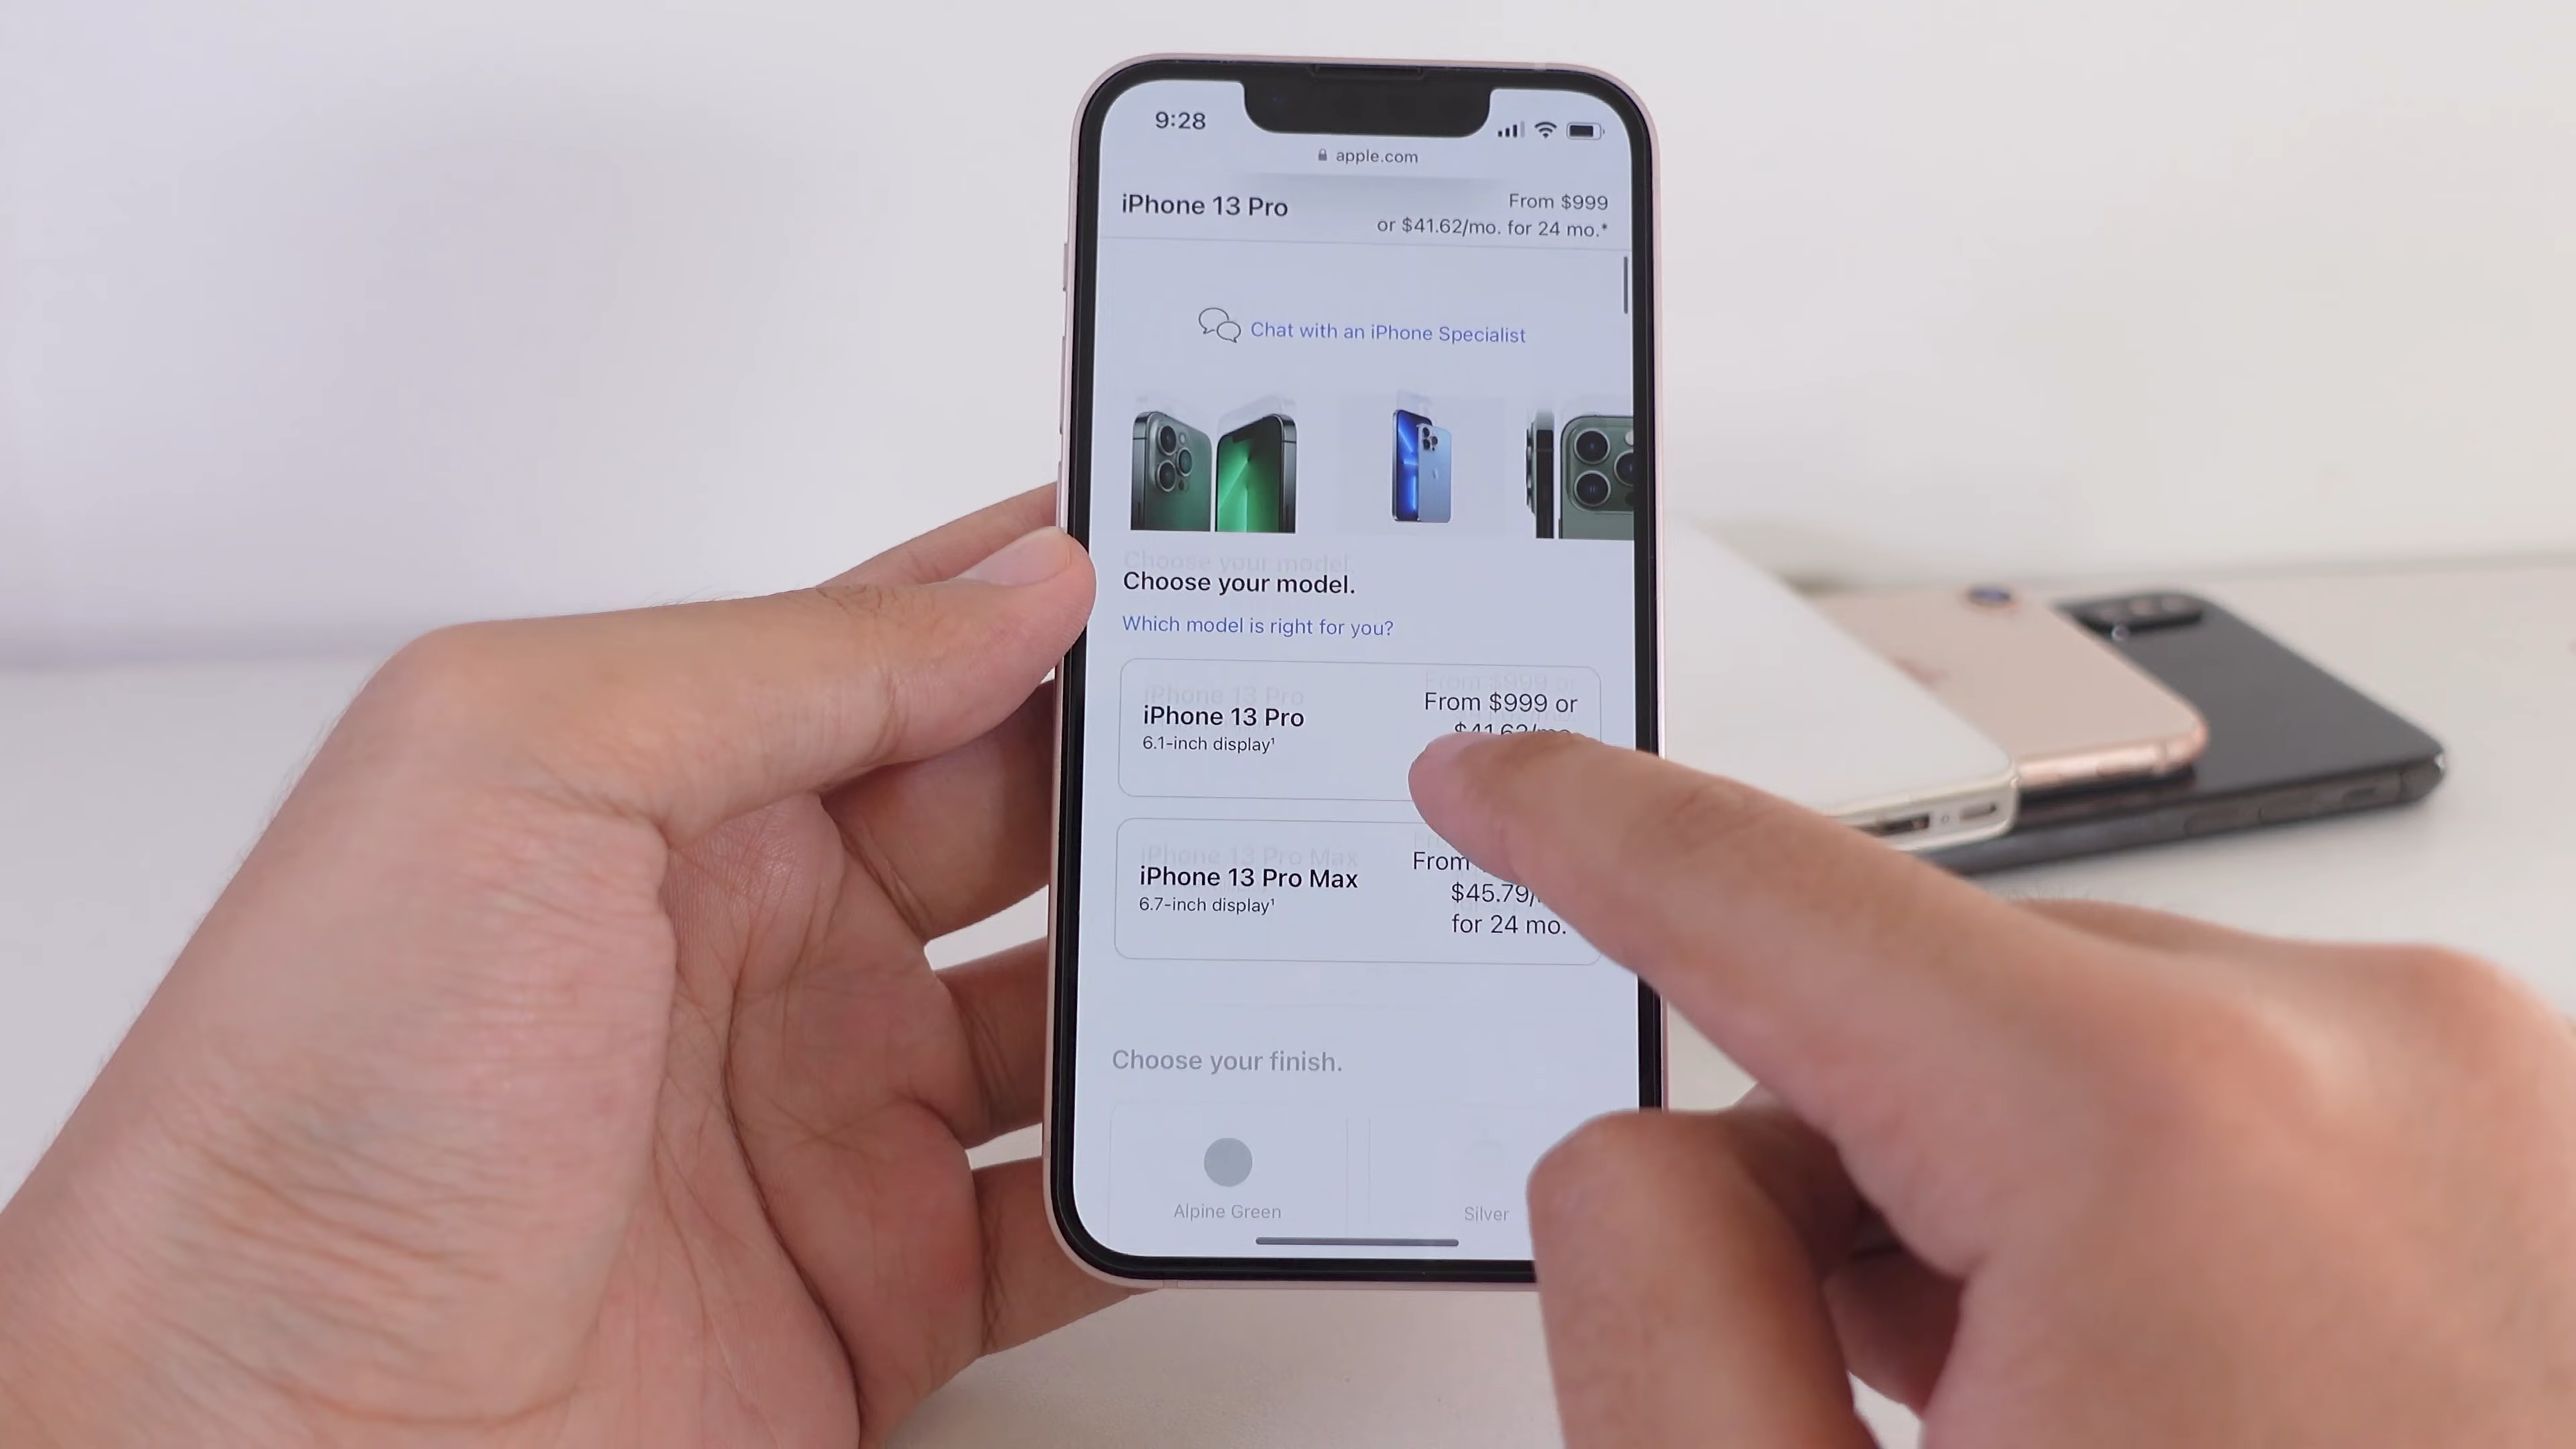 9:28
apple.com
iPhone 13 Pro
From $999
or $41.62/mo. for 24 mo.*
Chat with an iPhone Specialist
Choose your model.
Which model is right for you?
iPhone 13 Pro
6.1-inch display¹
From $999 or
$41.62/mo.
iPhone 13 Pro Max
6.7-inch display¹
From
$45.79/
for 24 mo.
Choose your finish.
Alpine Green
Silver